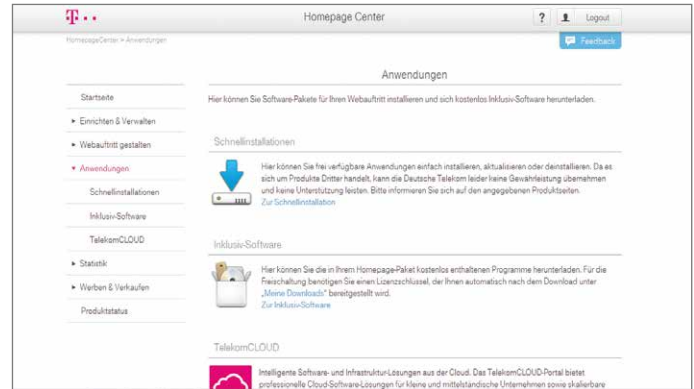 T · ·
Homepage Center
?
Logout
HomepageCenter » Anwendungen
Feedback
Anwendungen
Startseite
Hier können Sie Software-Pakete für Ihren Webauftritt installieren und sich kostenlos Inklusiv-Software herunterladen.
Einrichten & Verwalten
Webauftritt gestalten
Schnellinstallationen
Anwendungen
Hier können Sie frei verfügbare Anwendungen einfach installieren, aktualisieren oder deinstallieren. Da es
sich um Produkte Dritter handelt, kann die Deutsche Telekom leider keine Gewährleistung übernehmen
und keine Unterstützung leisten. Bitte informieren Sie sich auf den angegebenen Produktseiten.
Zur Schnellinstallation
Schnellinstallationen
Inklusiv-Software
TelekomCLOUD
Inklusiv-Software
Statistik
Hier können Sie die in Ihrem Homepage-Paket kostenlos enthaltenen Programme herunterladen. Für die
Freischaltung benötigen Sie einen Lizenzschlüssel, der Ihnen automatisch nach dem Download unter
„Meine Downloads" bereitgestellt wird.
Zur Inklusiv-Software
Werben & Verkaufen
Produktstatus
TelekomCLOUD
Intelligente Software- und Infrastruktur-Lösungen aus der Cloud. Das TelekomCLOUD-Portal bietet
professionelle Cloud-Software-Lösungen für kleine und mittelständische Unternehmen sowie skalierbare